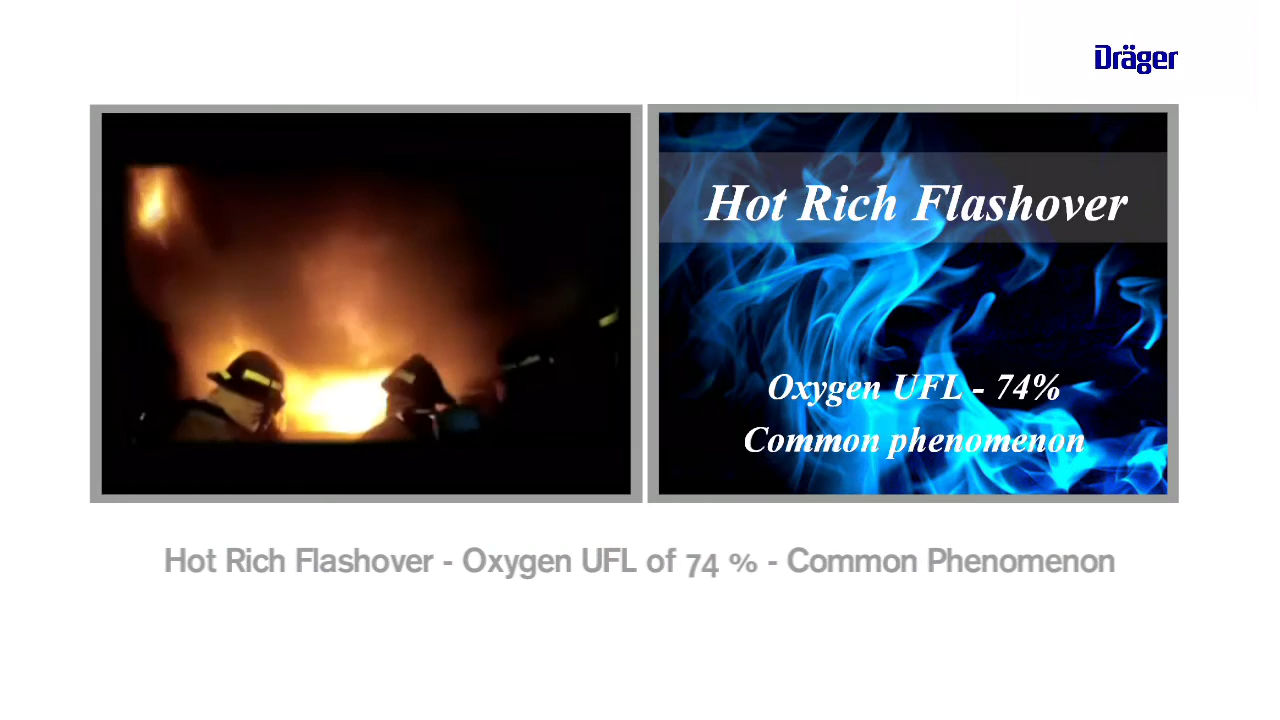 Dräger
Hot Rich Flashover
Oxygen UFL - 74%
Common phenomenon
Hot Rich Flashover - Oxygen UFL of 74 % - Common Phenomenon